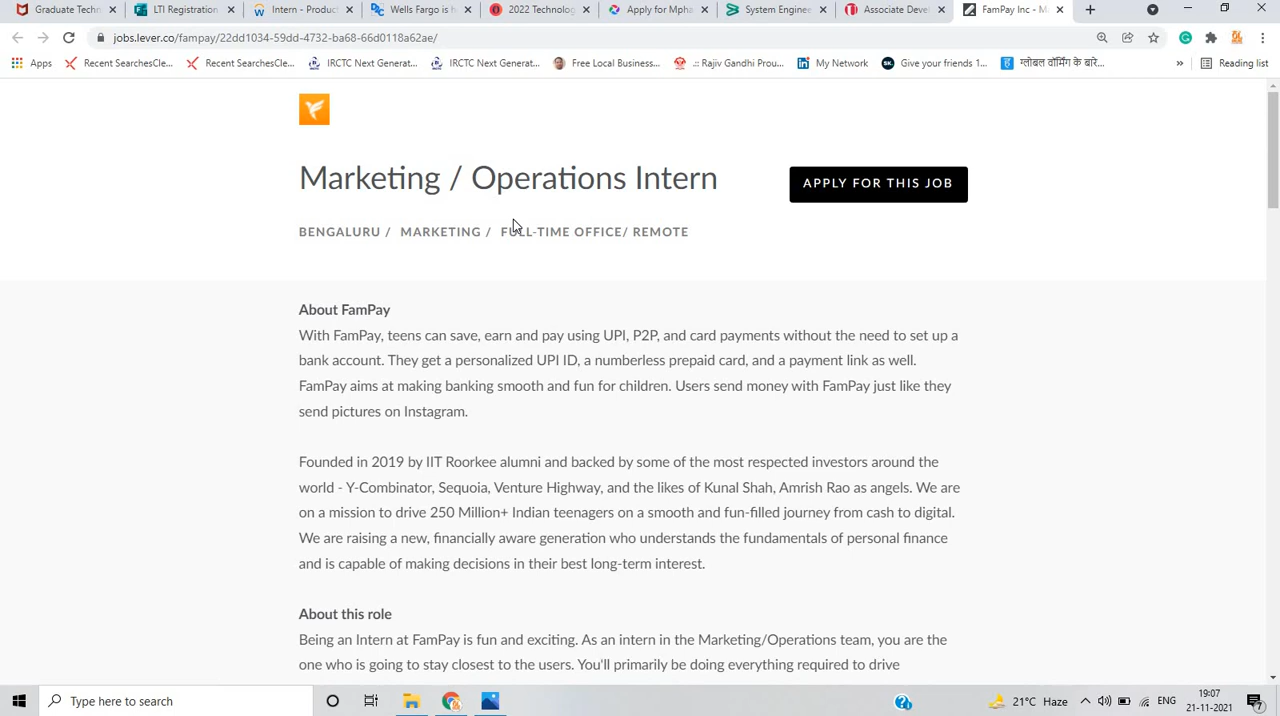 Graduate Techn
LTI Registration
Intern - Product
Wells Fargo is h
2022 Technolog
Apply for Mpha
System Engine
Associate Devel
FamPay Inc - M
jobs.lever.co/fampay/22dd1034-59dd-4732-ba68-66d0118a62ae/
Apps
Recent SearchesCle...
Recent SearchesCle...
IRCTC Next Generat...
IRCTC Next Generat...
Free Local Business...
.: Rajiv Gandhi Prou...
My Network
Give your friends 1...
ग्लोबल वॉर्मिंग के बारे...
»
Reading list
Marketing / Operations Intern
APPLY FOR THIS JOB
BENGALURU / MARKETING / FULL-TIME OFFICE/ REMOTE
About FamPay
With FamPay, teens can save, earn and pay using UPI, P2P, and card payments without the need to set up a
bank account. They get a personalized UPI ID, a numberless prepaid card, and a payment link as well.
FamPay aims at making banking smooth and fun for children. Users send money with FamPay just like they
send pictures on Instagram.
Founded in 2019 by IIT Roorkee alumni and backed by some of the most respected investors around the
world - Y-Combinator, Sequoia, Venture Highway, and the likes of Kunal Shah, Amrish Rao as angels. We are
on a mission to drive 250 Million+ Indian teenagers on a smooth and fun-filled journey from cash to digital.
We are raising a new, financially aware generation who understands the fundamentals of personal finance
and is capable of making decisions in their best long-term interest.
About this role
Being an Intern at FamPay is fun and exciting. As an intern in the Marketing/Operations team, you are the
one who is going to stay closest to the users. You'll primarily be doing everything required to drive
Type here to search
21°C Haze
ENG
19:07
21-11-2021